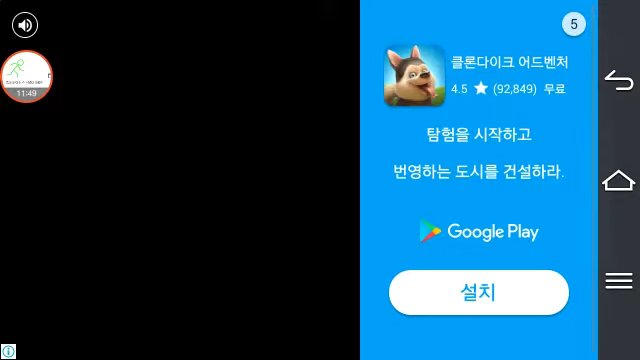 5
클론다이크 어드벤처
4.5 (92,849) 무료
11:49
탐험을 시작하고
번영하는 도시를 건설하라.
Google Play
설치